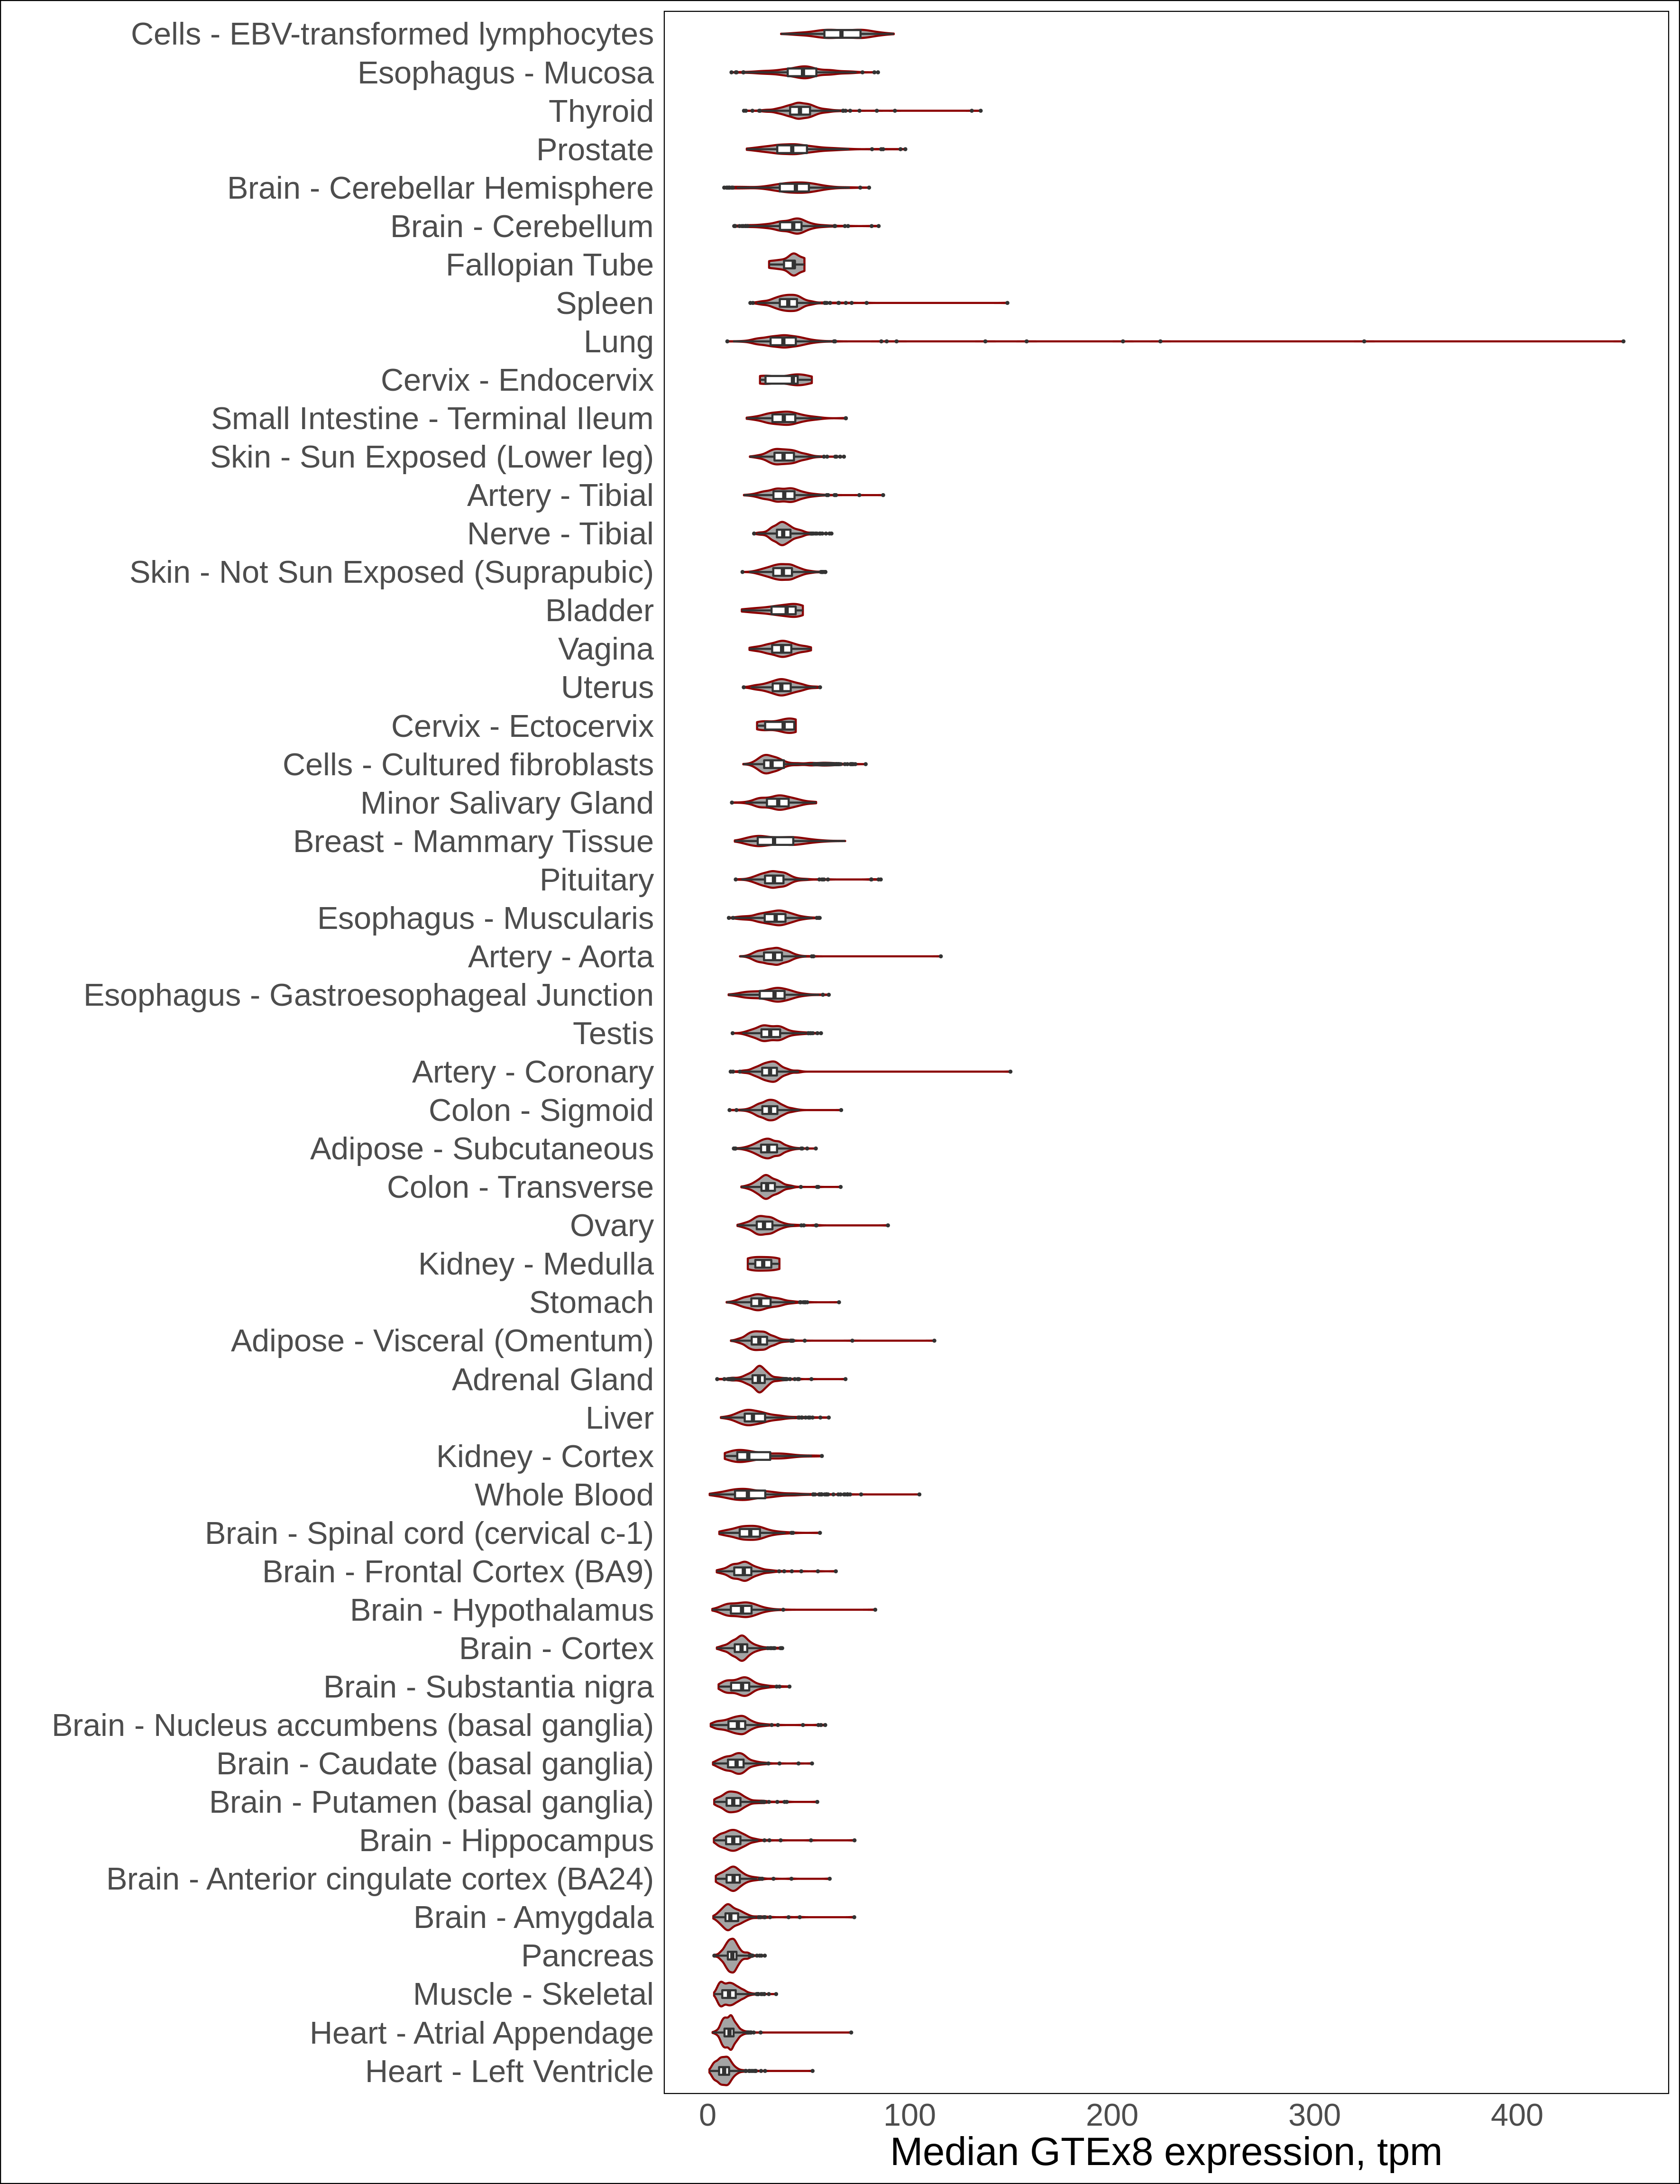 Cells - EBV-transformed lymphocytes
Esophagus - Mucosa
Thyroid
Prostate
Brain - Cerebellar Hemisphere
Brain - Cerebellum
Fallopian Tube
Spleen
Lung
Cervix - Endocervix
Small Intestine - Terminal Ileum
Skin - Sun Exposed (Lower leg)
Artery - Tibial
Nerve - Tibial
Skin - Not Sun Exposed (Suprapubic)
Bladder
Vagina
Uterus
Cervix - Ectocervix
Cells - Cultured fibroblasts
Minor Salivary Gland
Breast - Mammary Tissue
Pituitary
Esophagus - Muscularis
Artery - Aorta
Esophagus - Gastroesophageal Junction
Testis
Artery - Coronary
Colon - Sigmoid
Adipose - Subcutaneous
Colon - Transverse
Ovary
Kidney - Medulla
Stomach
Adipose - Visceral (Omentum)
Adrenal Gland
Liver
Kidney - Cortex
Whole Blood
Brain - Spinal cord (cervical c-1)
Brain - Frontal Cortex (BA9)
Brain - Hypothalamus
Brain - Cortex
Brain - Substantia nigra
Brain - Nucleus accumbens (basal ganglia)
Brain - Caudate (basal ganglia)
Brain - Putamen (basal ganglia)
Brain - Hippocampus
Brain - Anterior cingulate cortex (BA24)
Brain - Amygdala
Pancreas
Muscle - Skeletal
Heart - Atrial Appendage
Heart - Left Ventricle
0 100 200 300 400
Median GTEx8 expression, tpm